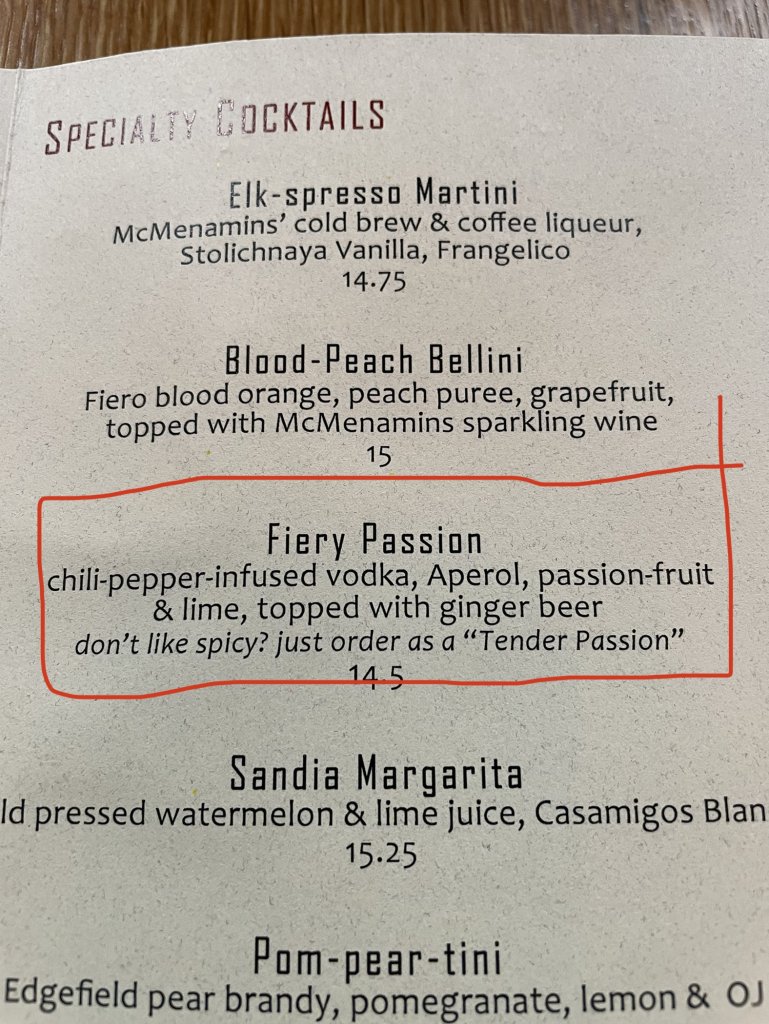 Specialty Cocktails
Elk-spresso Martini
McMenamins' cold brew & coffee liqueur,
Stolichnaya Vanilla, Frangelico
14.75
Blood-Peach Bellini
Fiero blood orange, peach puree, grapefruit,
topped with McMenamins sparkling wine
15
Fiery Passion
chili-pepper-infused vodka, Aperol, passion-fruit
& lime, topped with ginger beer
don't like spicy? just order as a "Tender Passion"
14.5
Sandia Margarita
ld pressed watermelon & lime juice, Casamigos Blan
15.25
Pom-pear-tini
Edgefield pear brandy, pomegranate, lemon & OJ